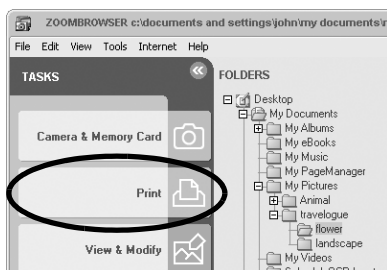 ZOOMBROWSER c:\documents and settings\john\my documents\
File Edit View Tools Internet Help
TASKS
Camera & Memory Card
Print
View & Modify
FOLDERS
Desktop
My Documents
My Albums
My eBooks
My Music
My PageManager
My Pictures
Animal
travelogue
flower
landscape
My Videos